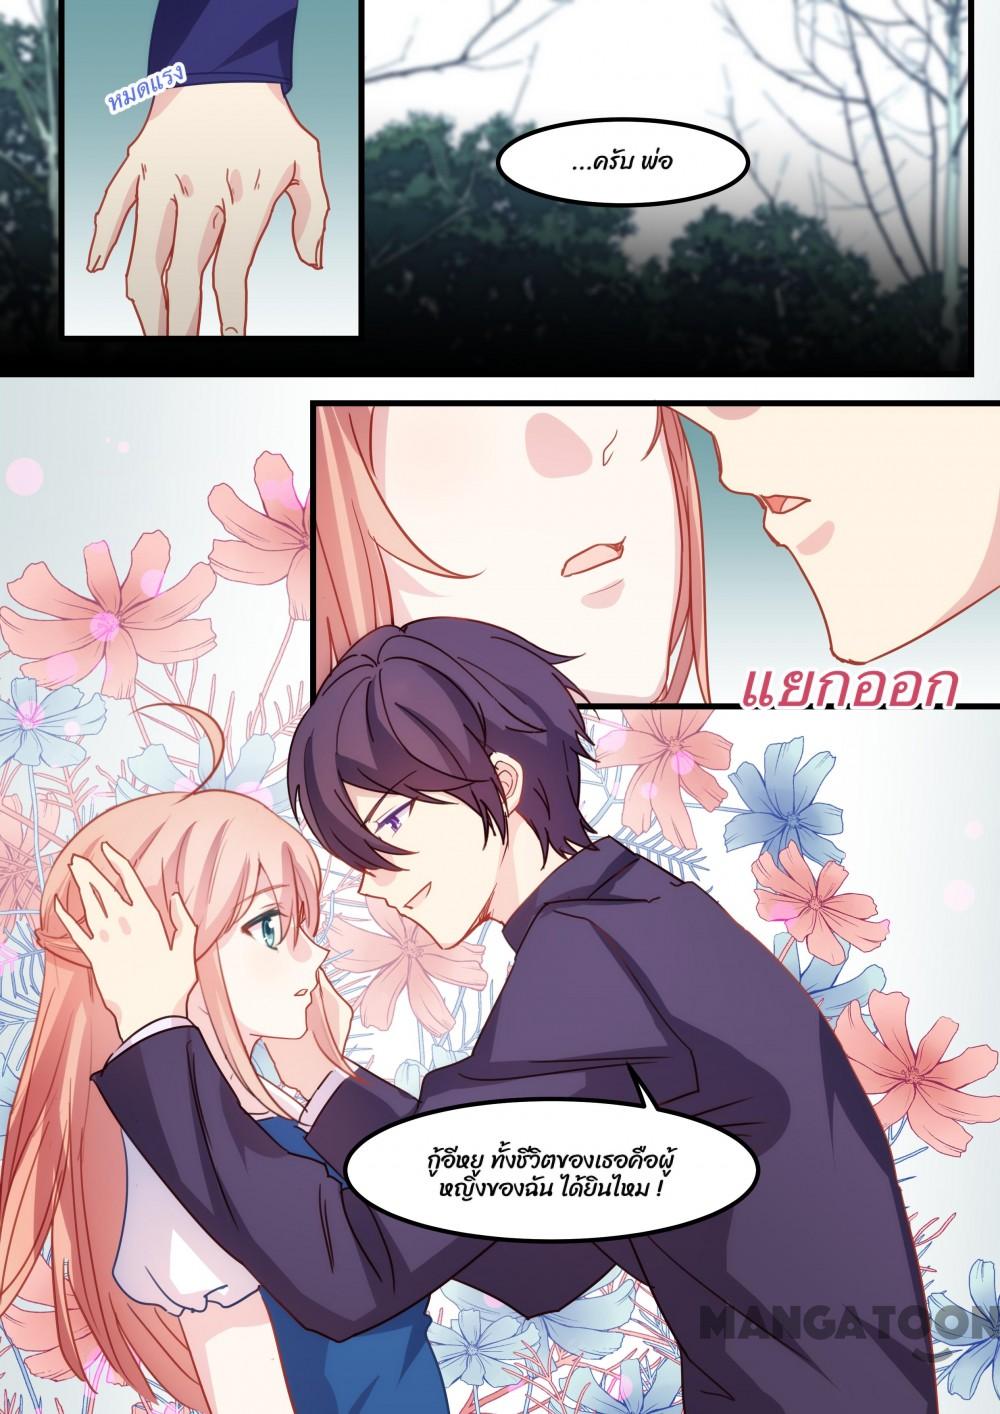 หมดแรง
...ครับ พ่อ
แยกออก
กู้อีหยู ทั้งชีวิตของเธอคือผู้
หญิงของฉัน ได้ยินไหม !
MANGATOON